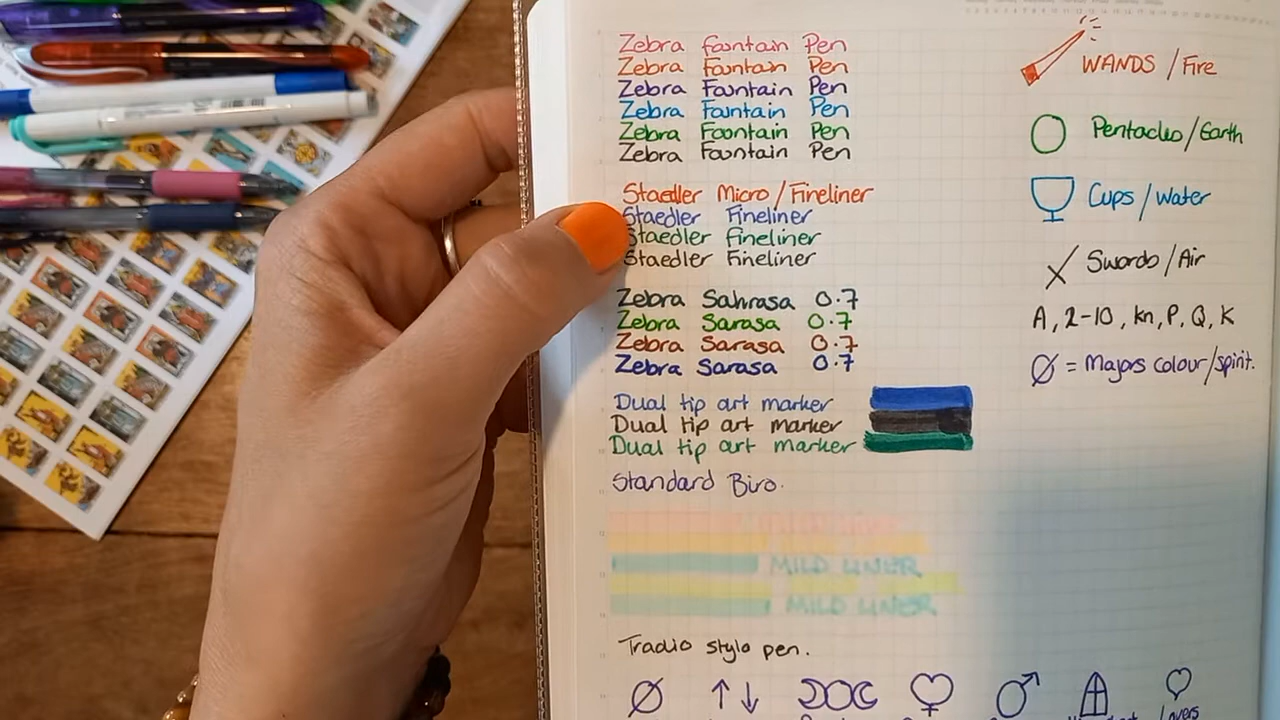 Zebra Fountain Pen
Zebra Fountain Pen
Zebra Fountain Pen
Zebra Fountain Pen
Zebra Fountain Pen
Zebra Fountain Pen
Staedler Micro/Fineliner
Staedler Fineliner
Staedler Fineliner
Staedler Fineliner
Zebra Sahrasa 0.7
Zebra Sarasa 0.7
Zebra Sarasa 0.7
Zebra Sarasa 0.7
Dual tip art marker
Dual tip art marker
Dual tip art marker
Standard Biro.
MILD LINER
MILD LINER
Tradio stylo pen.
WANDS /Fire
Pentacles/Earth
Cups /water
Swords/Air
A, 2-10, kn, P, Q, K
Ø = Majors colour/spirit.
Lovers